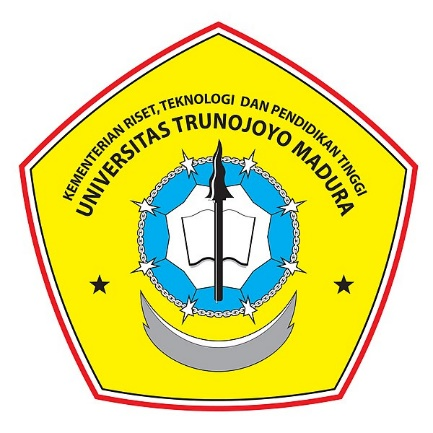 KEMENTERIAN RISET, TEKNOLOGI DAN PENDIDIKAN TINGGI
UNIVERSITAS TRUNOJOYO MADURA